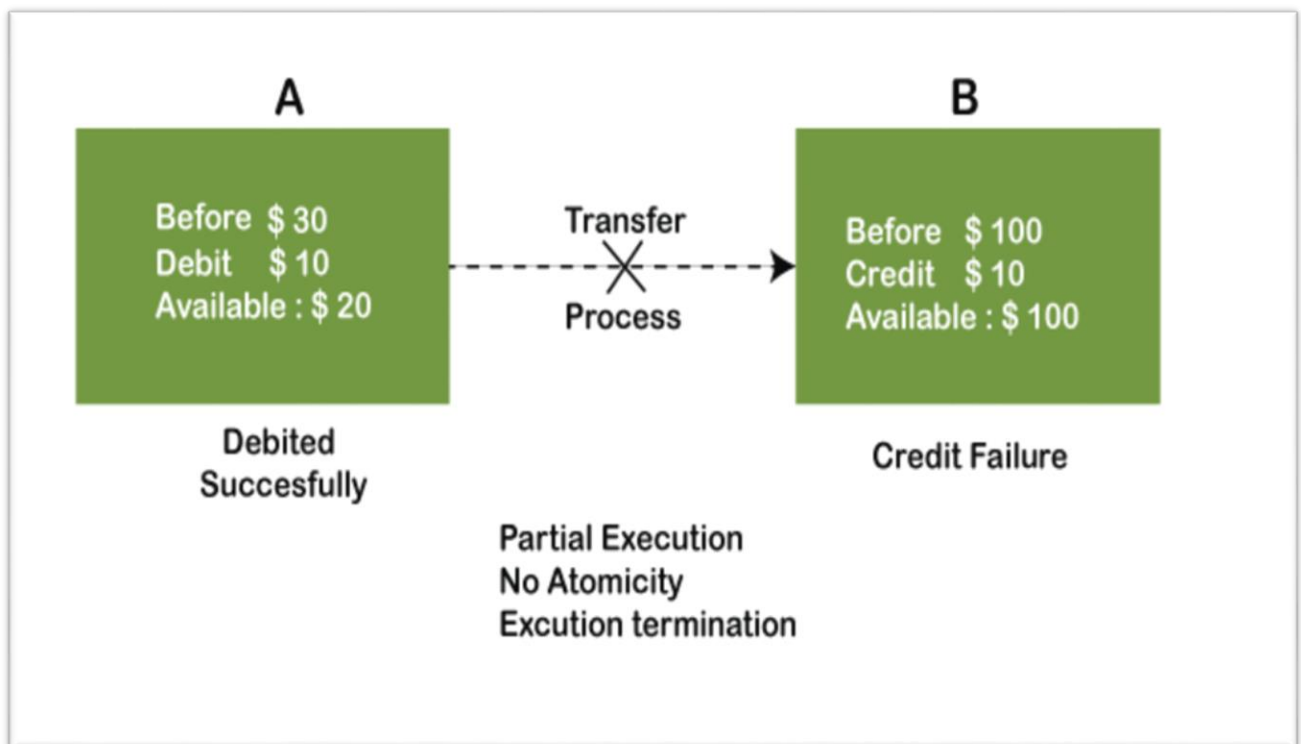 A
B
Before $ 30
Debit $ 10
Available : $ 20
Transfer
Process
Before $ 100
Credit $ 10
Available : $ 100
Debited
Succesfully
Credit Failure
Partial Execution
No Atomicity
Excution termination